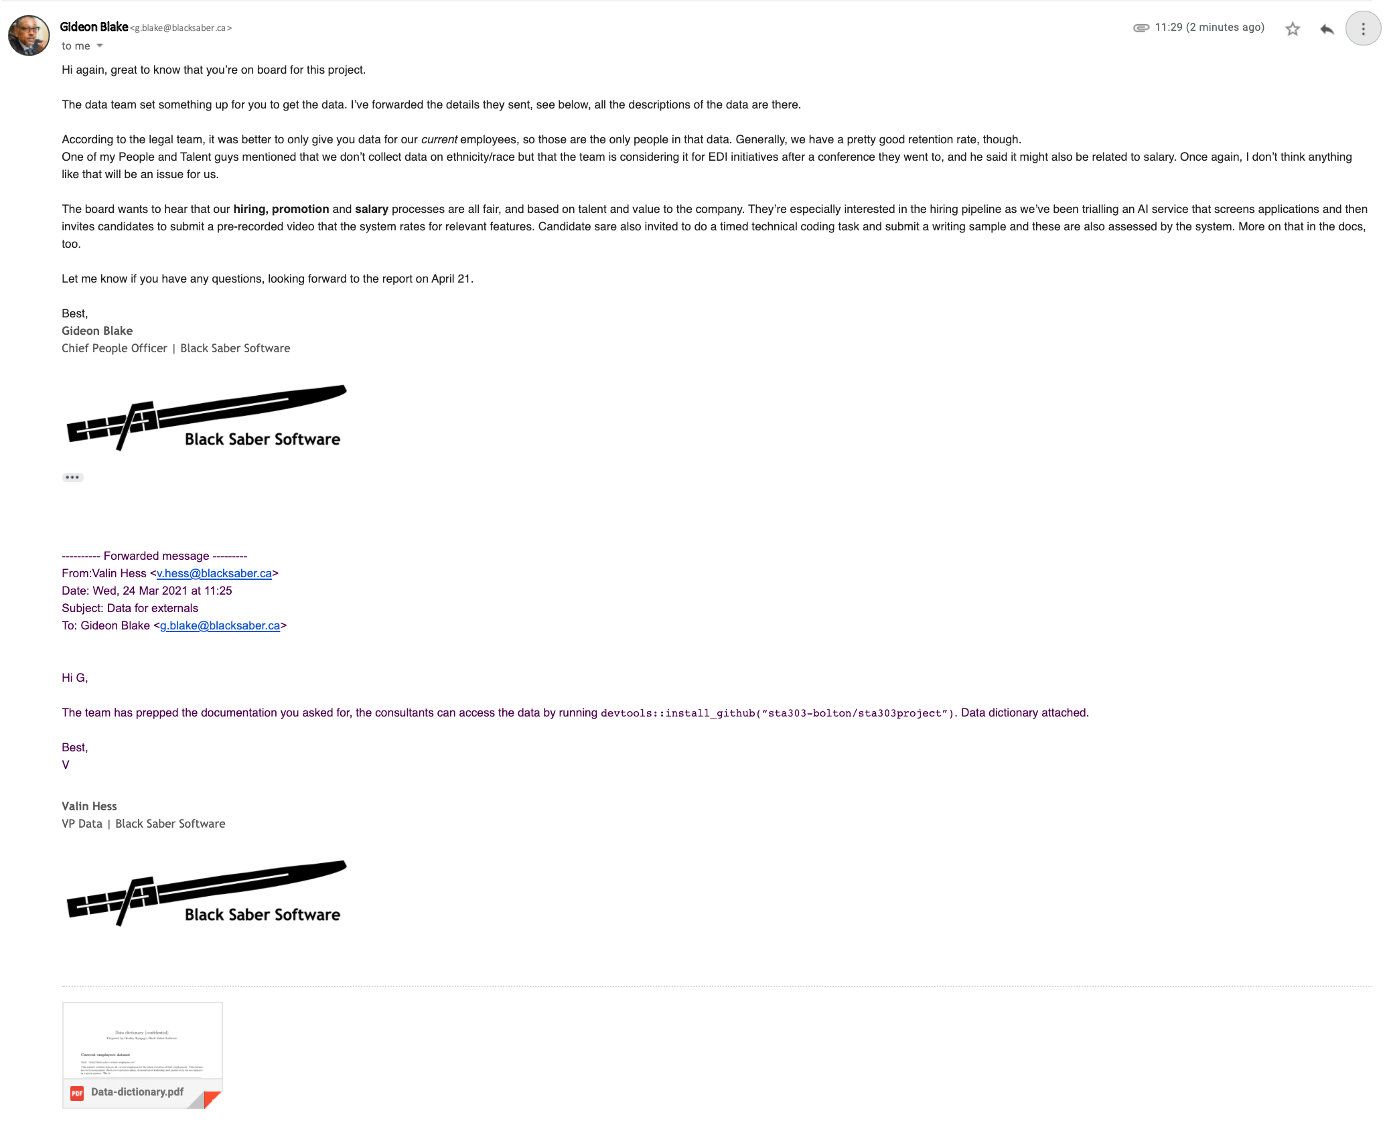 Gideon Blake <g.blake@blacksaber.ca>
11:29 (2 minutes ago)
to me
Hi again, great to know that you're on board for this project.
The data team set something up for you to get the data. I've forwarded the details they sent, see below, all the descriptions of the data are there.
According to the legal team, it was better to only give you data for our current employees, so those are the only people in that data. Generally, we have a pretty good retention rate, though.
One of my People and Talent guys mentioned that we don't collect data on ethnicity/race but that the team is considering it for EDI initiatives after a conference they went to, and he said it might also be related to salary. Once again, I don't think anything
like that will be an issue for us.
The board wants to hear that our hiring, promotion and salary processes are all fair, and based on talent and value to the company. They're especially interested in the hiring pipeline as we've been trialling an AI service that screens applications and then
invites candidates to submit a pre-recorded video that the system rates for relevant features. Candidate sare also invited to do a timed technical coding task and submit a writing sample and these are also assessed by the system. More on that in the docs,
too.
Let me know if you have any questions, looking forward to the report on April 21.
Best,
Gideon Blake
Chief People Officer | Black Saber Software
Black Saber Software
---------- Forwarded message ---------
From:Valin Hess <v.hess@blacksaber.ca>
Date: Wed, 24 Mar 2021 at 11:25
Subject: Data for externals
To: Gideon Blake <g.blake@blacksaber.ca>
Hi G,
The team has prepped the documentation you asked for, the consultants can access the data by running devtools::install_github("sta303-bolton/sta303project"). Data dictionary attached.
Best,
V
Valin Hess
VP Data | Black Saber Software
Black Saber Software
Data dictionary (confidential)
Current employees dataset
PDF Data-dictionary.pdf